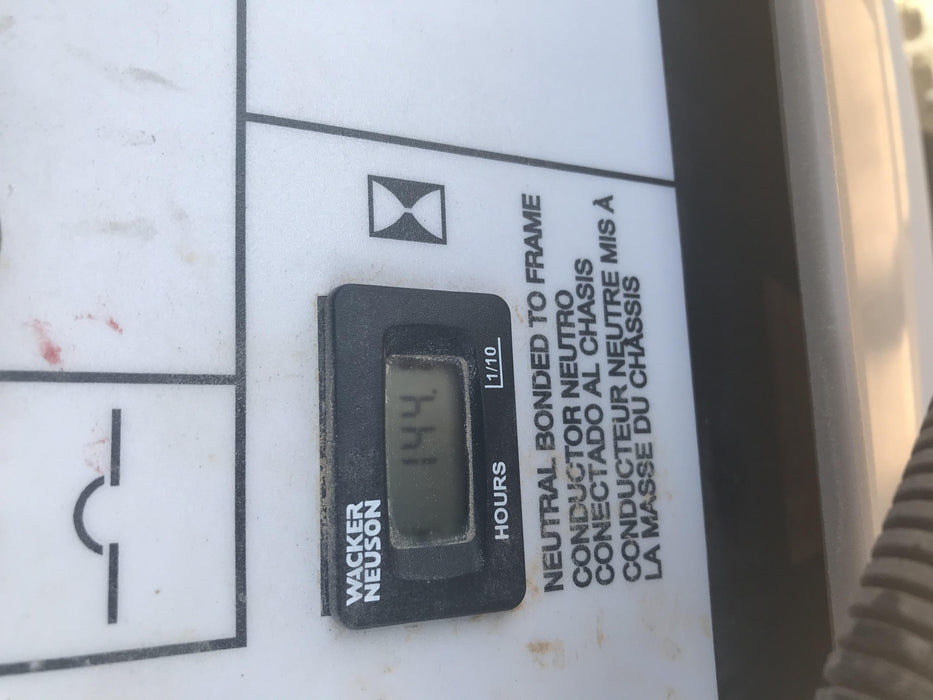 WACKER
NEUSON
144.
HOURS
1/10
NEUTRAL BONDED TO FRAME
CONDUCTOR NEUTRO
CONECTADO AL CHASIS
CONDUCTEUR NEUTRE MIS À
LA MASSE DU CHÂSSIS